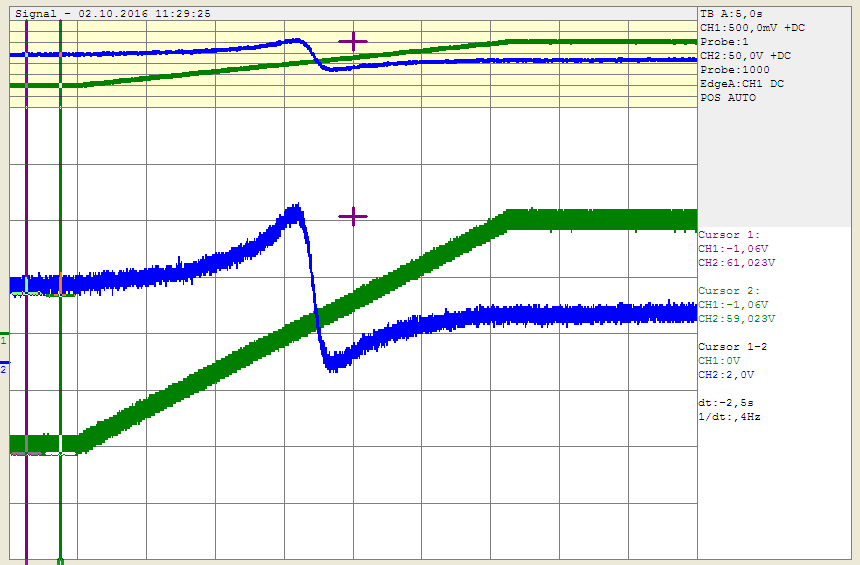 Signal - 02.10.2016 11:29:25
TB A:5,0s
CH1:500,0mV +DC
Probe:1
CH2:50,0V +DC
Probe:1000
EdgeA:CH1 DC
POS AUTO
Cursor 1:
CH1:-1,06V
CH2:61,023V
Cursor 2:
CH1:-1,06V
CH2:59,023V
Cursor 1-2
CH1:0V
CH2:2,0V
dt:-2,5s
1/dt:,4Hz
1
2